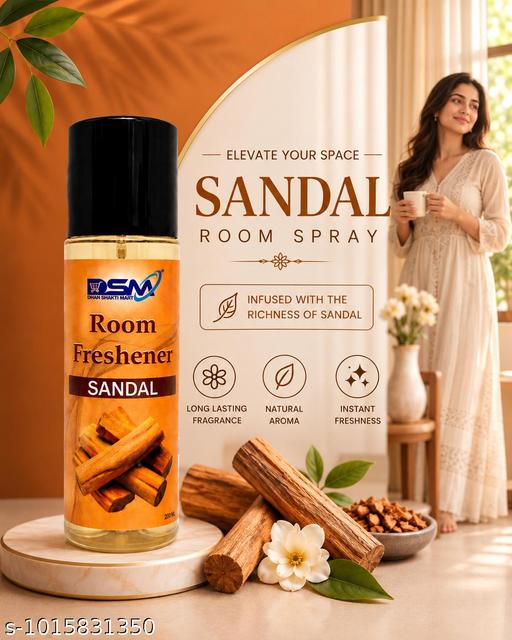 ELEVATE YOUR SPACE
SANDAL
ROOM SPRAY
INFUSED WITH THE
RICHNESS OF SANDAL
LONG LASTING
FRAGRANCE
NATURAL
AROMA
INSTANT
FRESHNESS
DSM
DHAN SHAKTI MART
Room
Freshener
SANDAL
s-1015831350